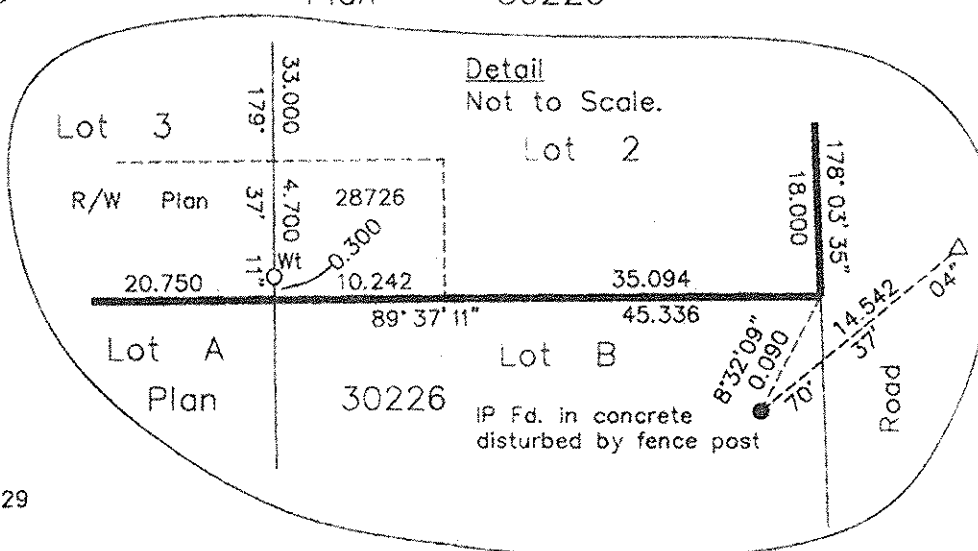 Plan 30226
Detail
Not to Scale.
Lot 3
33.000
179° 37' 11"
Lot 2
R/W Plan 28726
4.700
Wt
0.300
178° 03' 35"
18.000
20.750
10.242
35.094
89° 37' 11"
45.336
Lot A
Lot B
Plan 30226
8°32'09"
0.090
14.542
70° 37' 04"
Road
IP Fd. in concrete
disturbed by fence post
29